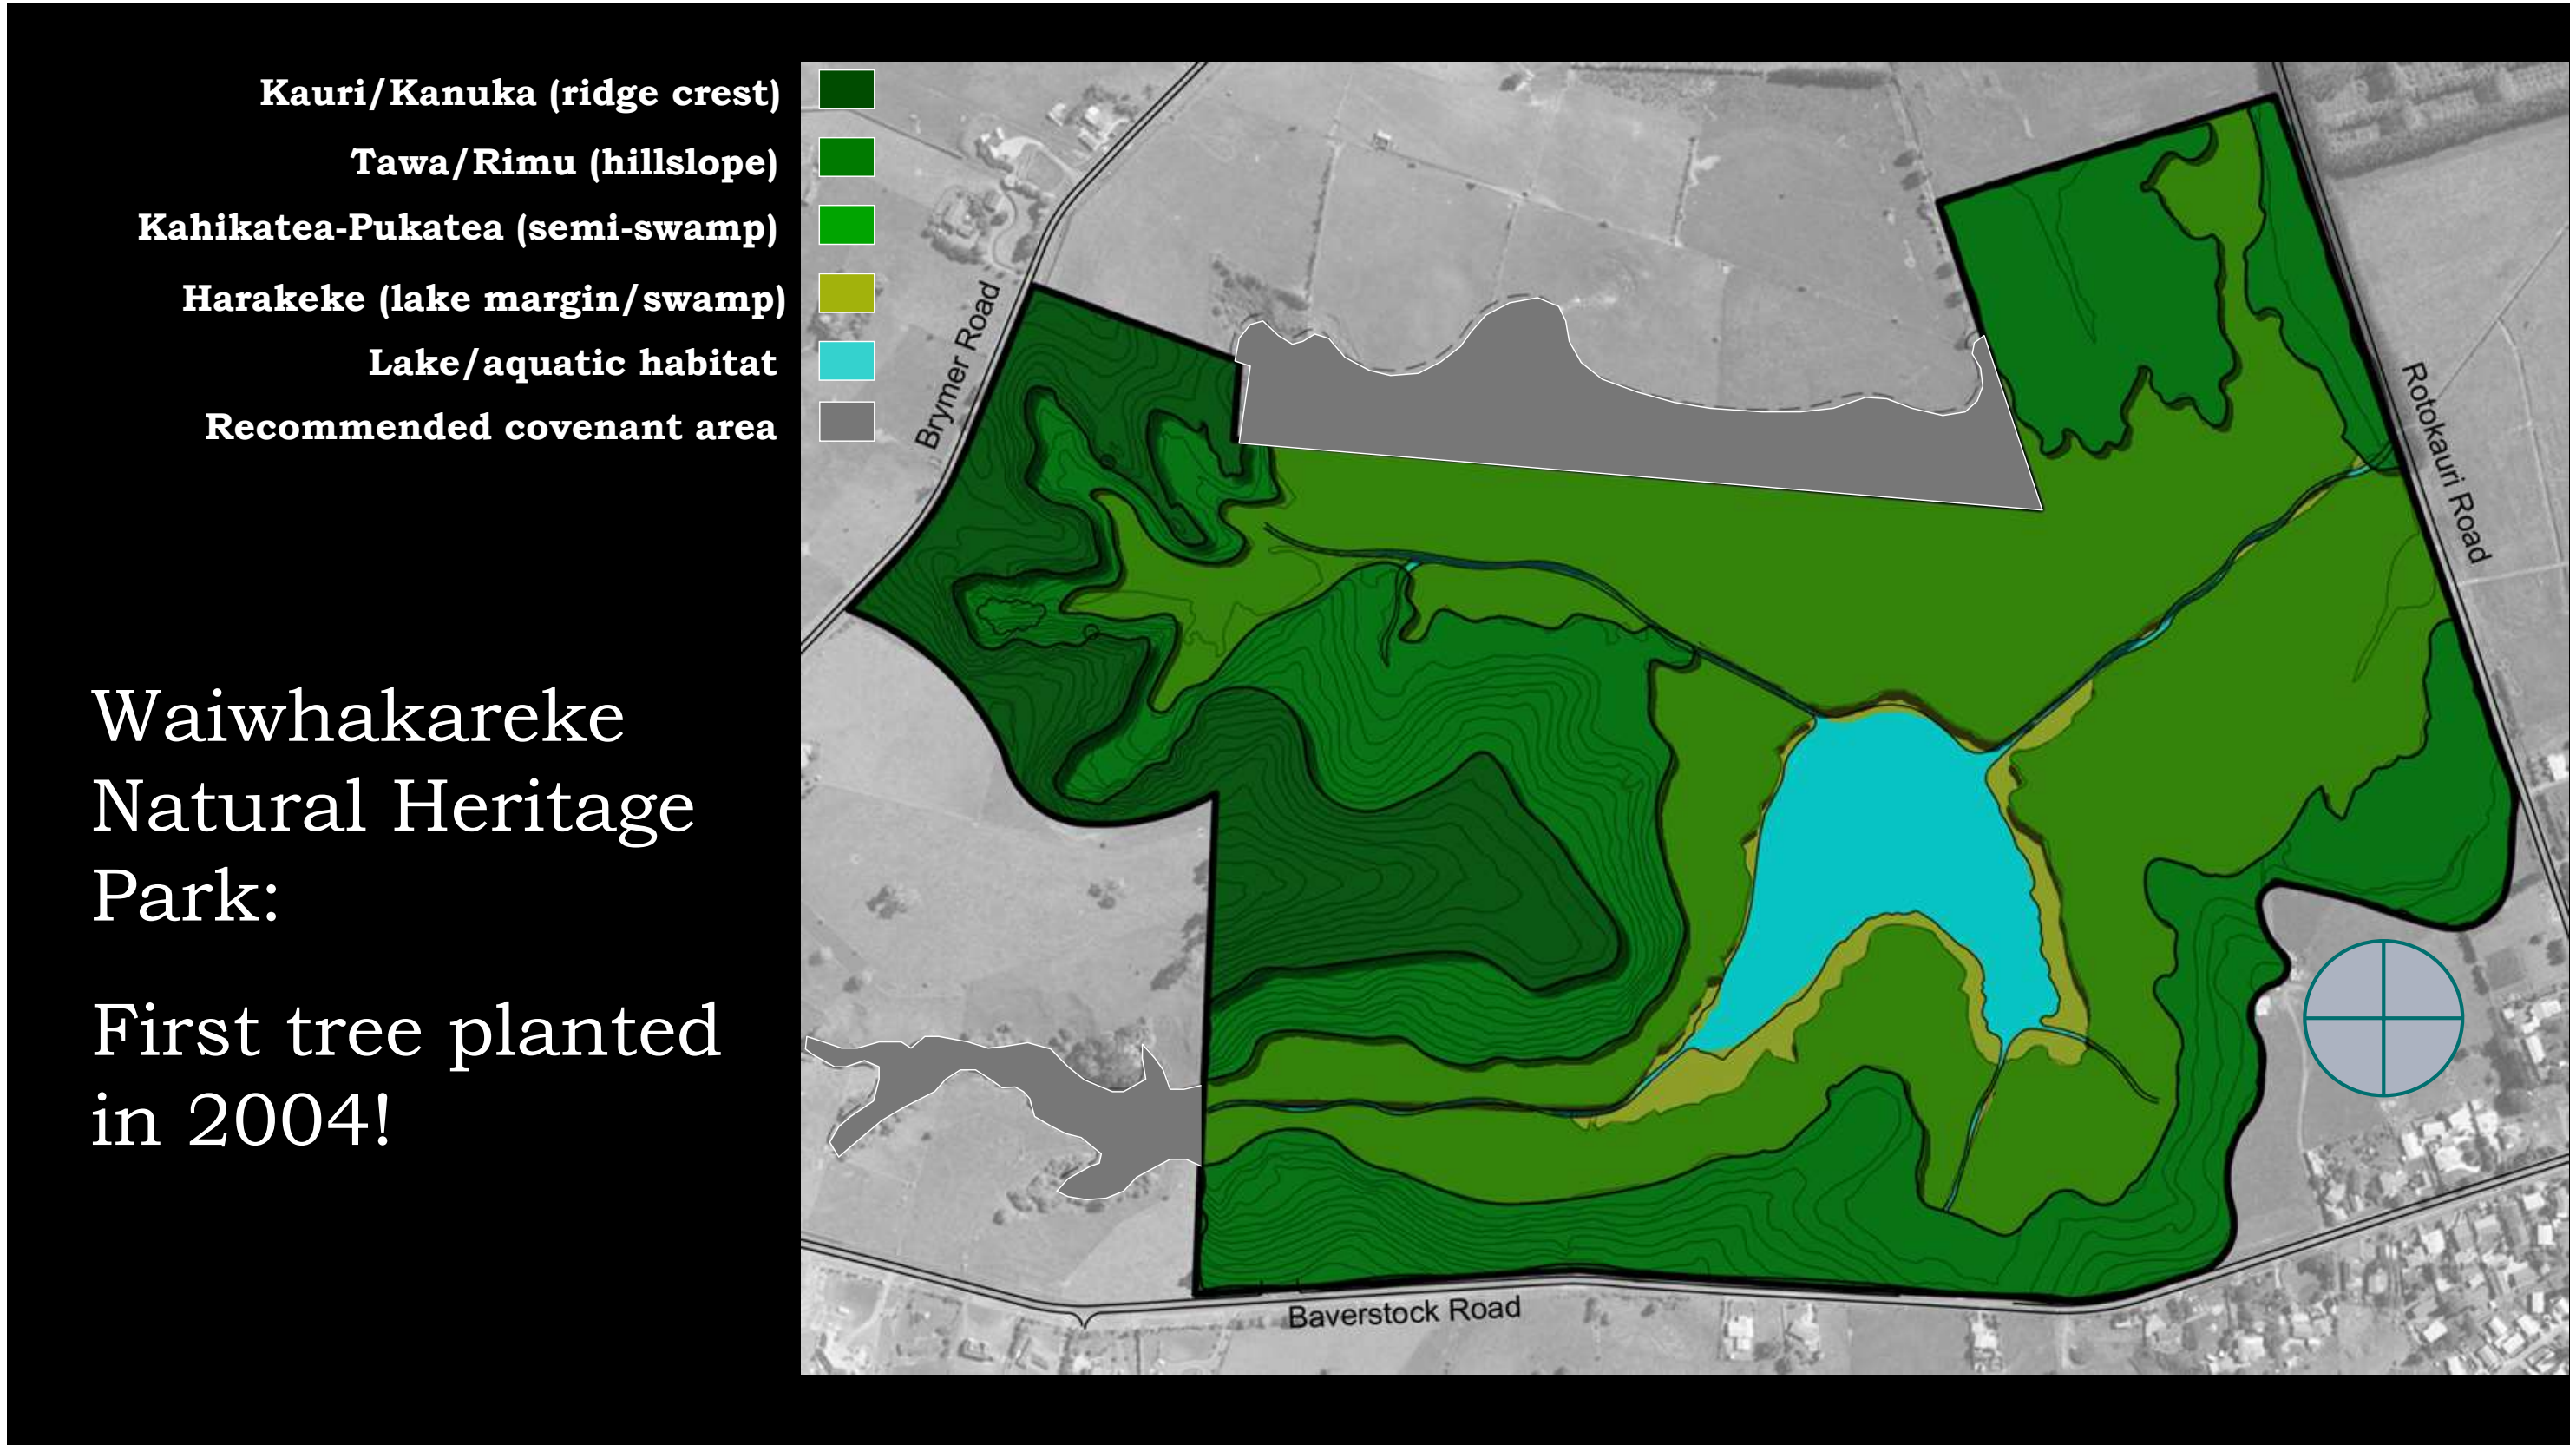 Kauri/Kanuka (ridge crest)
Tawa/Rimu (hillslope)
Kahikatea-Pukatea (semi-swamp)
Harakeke (lake margin/swamp)
Lake/aquatic habitat
Recommended covenant area
Waiwhakareke
Natural Heritage
Park:
First tree planted
in 2004!
Brymer Road
Rotokauri Road
Baverstock Road